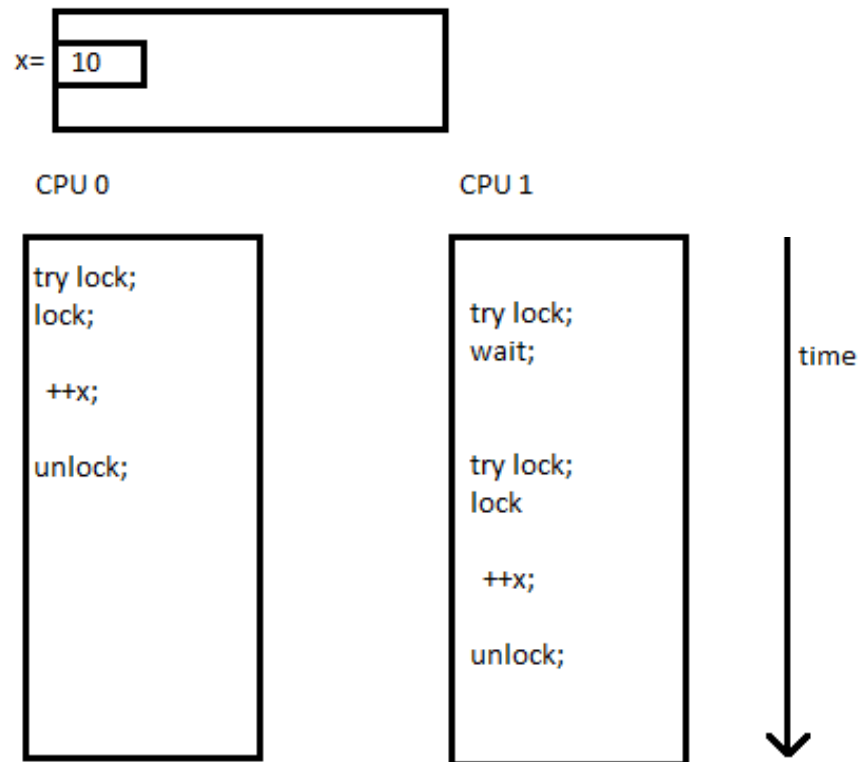 x= 10
CPU 0
CPU 1
try lock;
lock;
++x;
unlock;
try lock;
wait;
try lock;
lock
++x;
unlock;
time